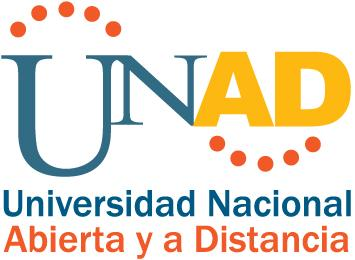 UNAD
Universidad Nacional
Abierta y a Distancia